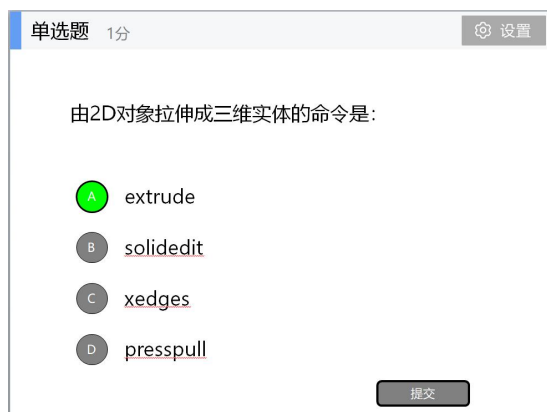 单选题 1分 设置
由2D对象拉伸成三维实体的命令是：
A extrude
B solidedit
C xedges
D presspull
提交